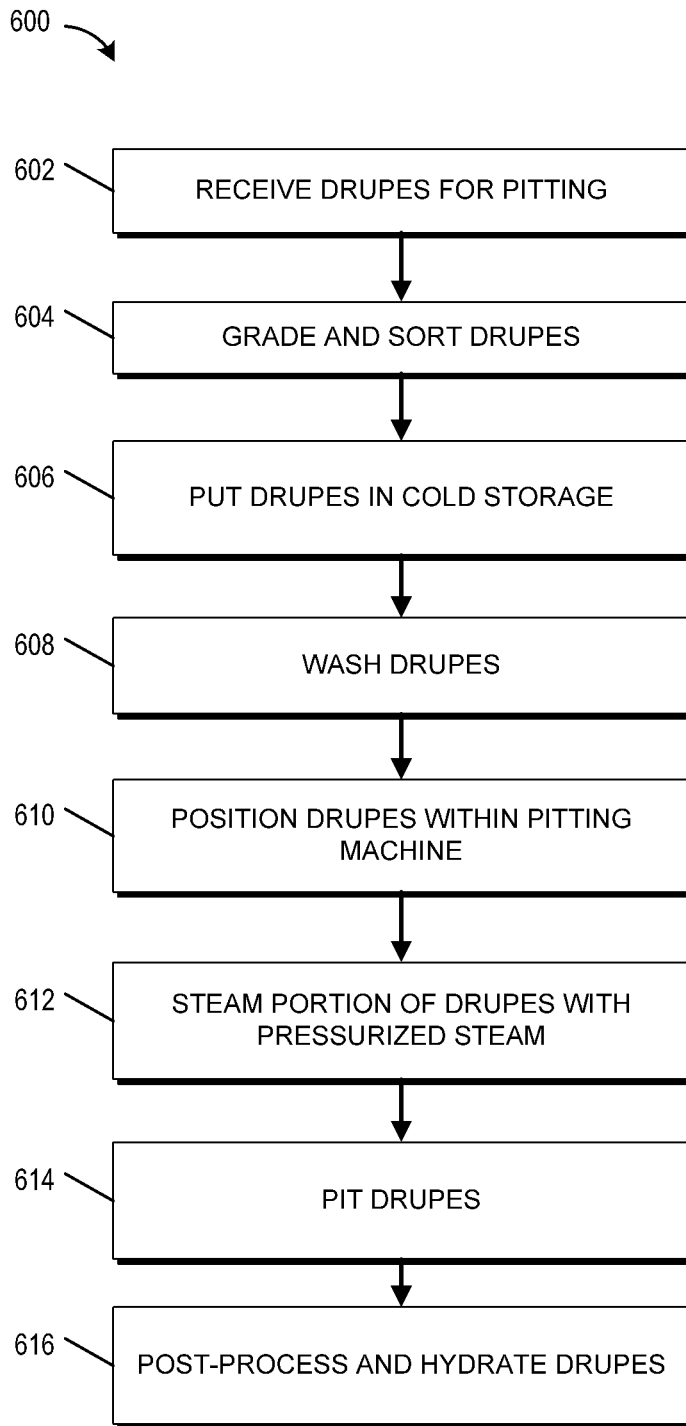 600
602
RECEIVE DRUPES FOR PITTING
604
GRADE AND SORT DRUPES
606
PUT DRUPES IN COLD STORAGE
608
WASH DRUPES
610
POSITION DRUPES WITHIN PITTING
MACHINE
612
STEAM PORTION OF DRUPES WITH
PRESSURIZED STEAM
614
PIT DRUPES
616
POST-PROCESS AND HYDRATE DRUPES